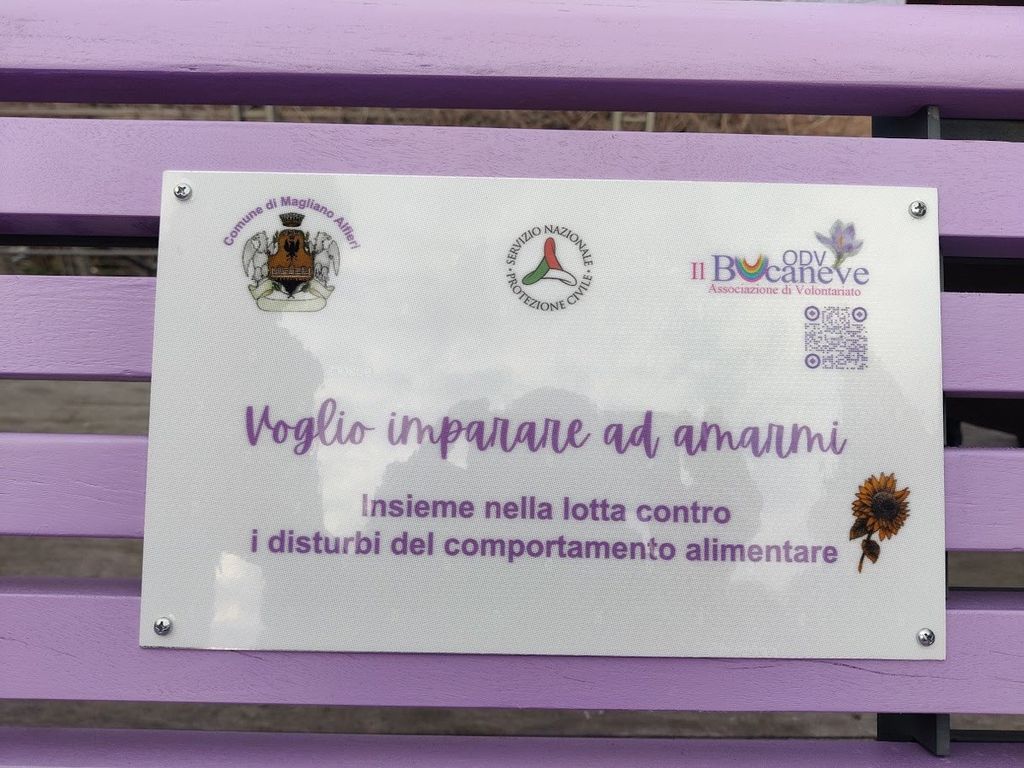 Comune di Magliano Alfieri
SERVIZIO NAZIONALE
PROTEZIONE CIVILE
ODV
Il Bucaneve
Associazione di Volontariato
Voglio imparare ad amarmi
Insieme nella lotta contro
i disturbi del comportamento alimentare